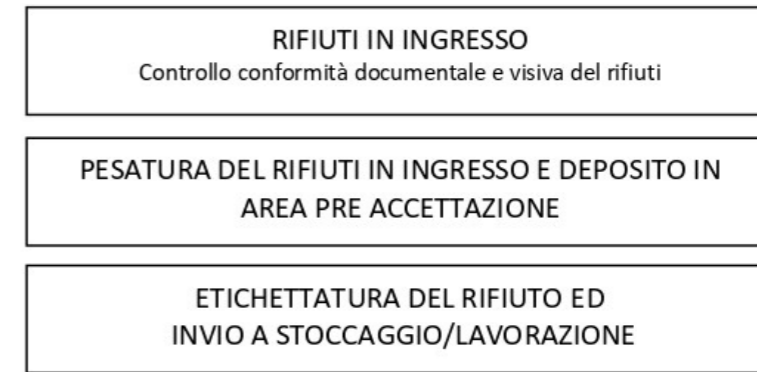 RIFIUTI IN INGRESSO
Controllo conformità documentale e visiva del rifiuti
PESATURA DEL RIFIUTI IN INGRESSO E DEPOSITO IN
AREA PRE ACCETTAZIONE
ETICHETTATURA DEL RIFIUTO ED
INVIO A STOCCAGGIO/LAVORAZIONE